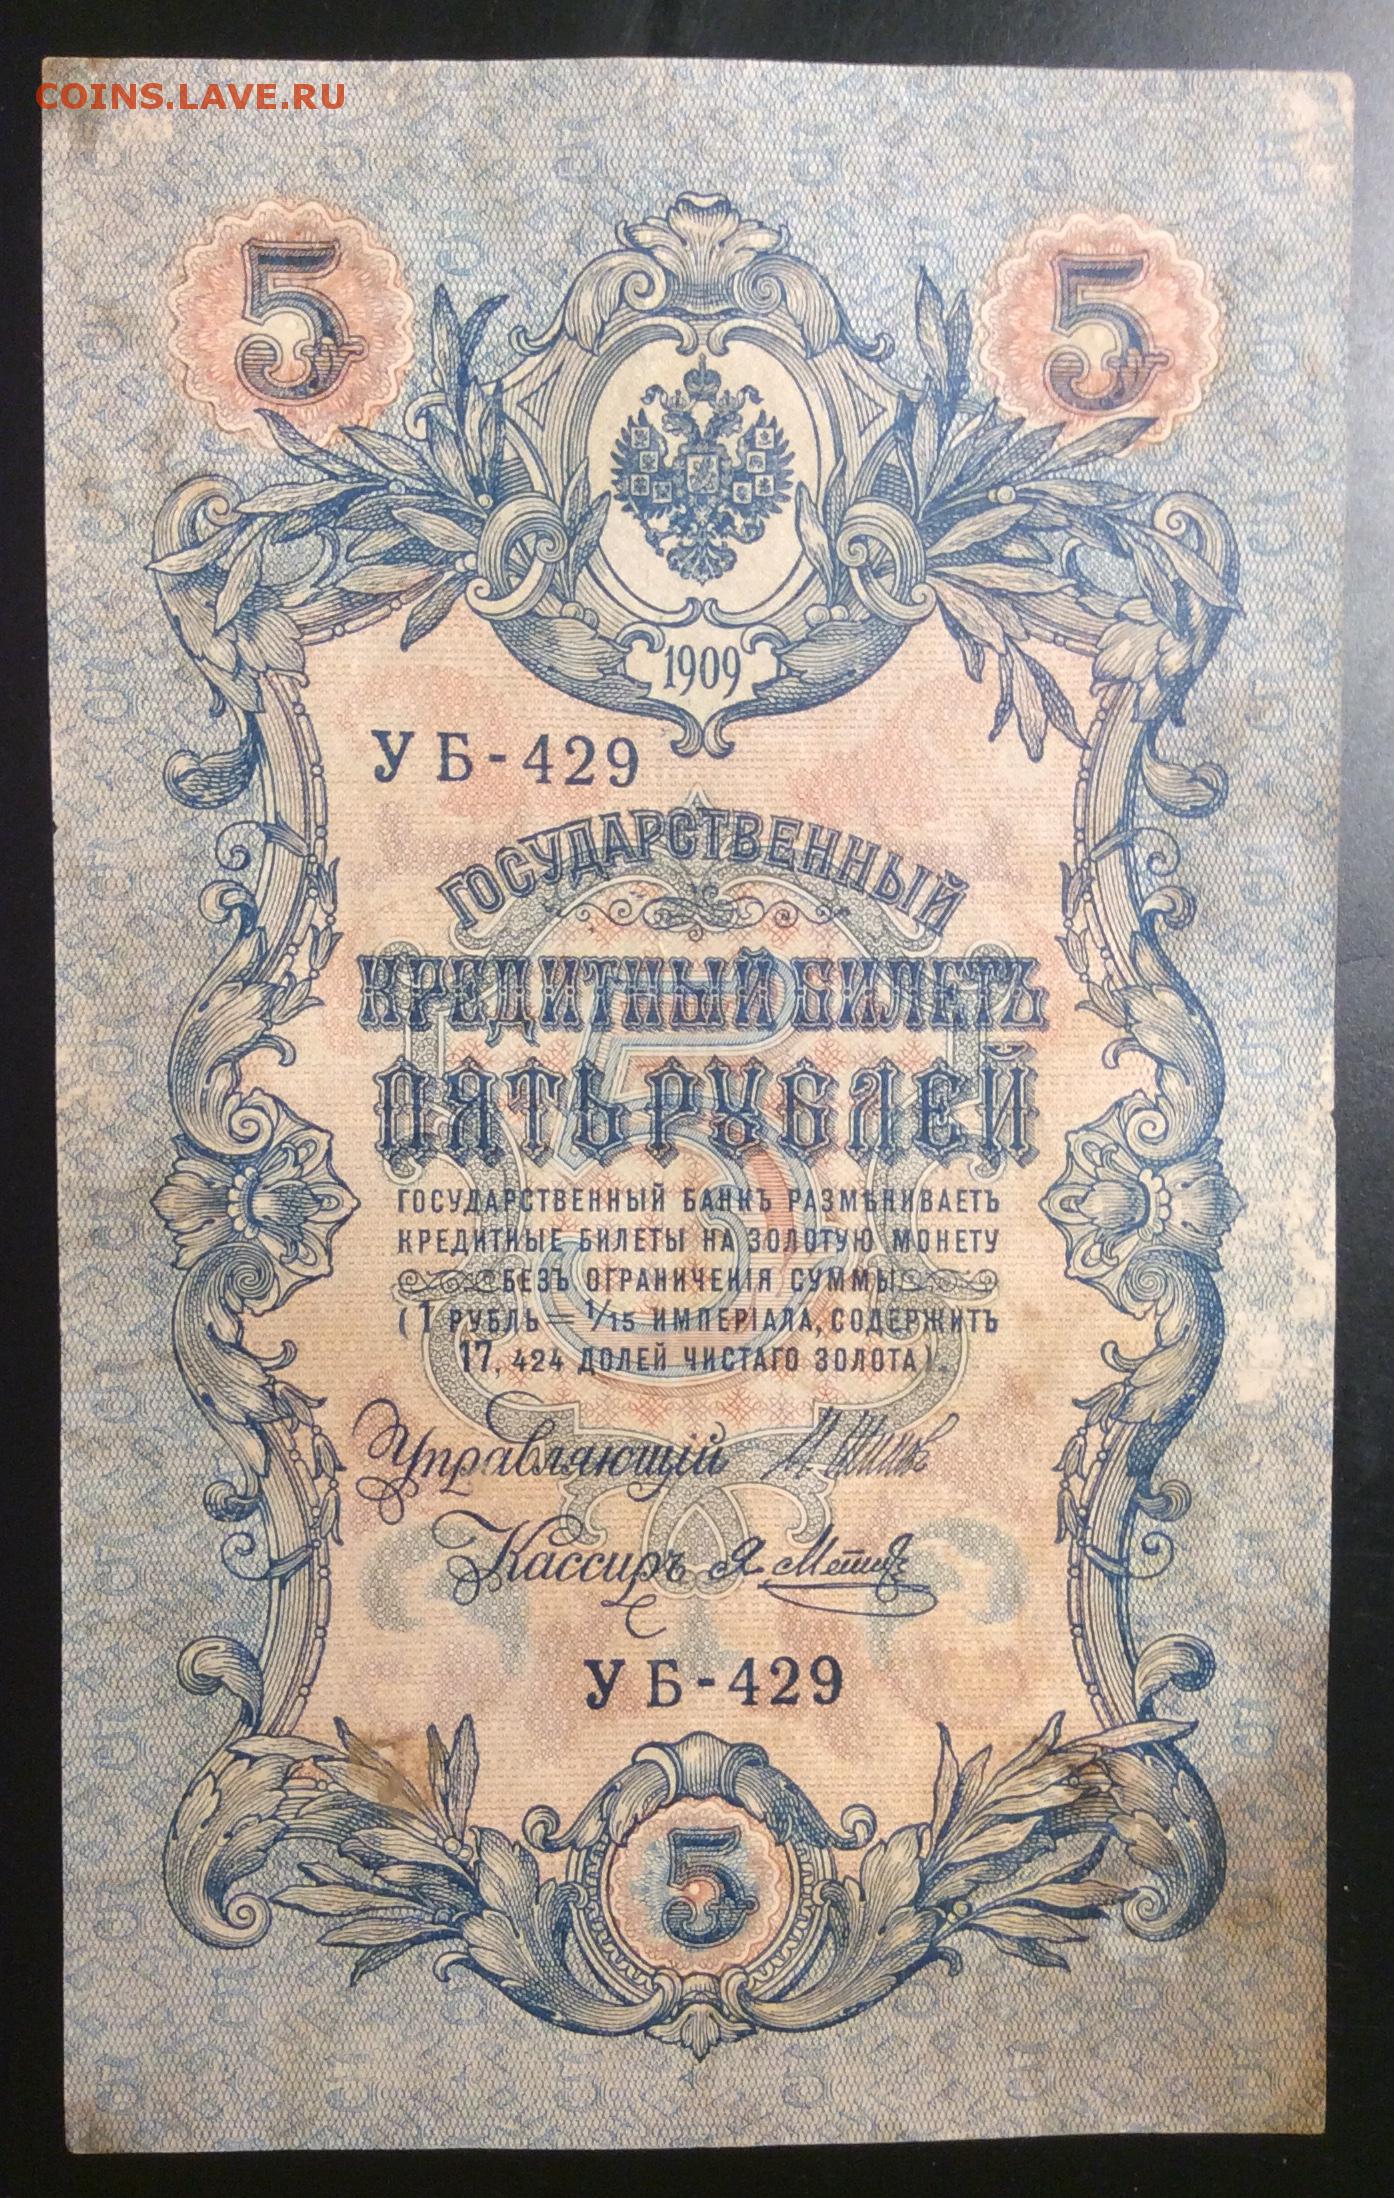 COINS.LAVE.RU
5 5
1909
УБ-429
ГОСУДАРСТВЕННЫЙ
КРЕДИТНЫЙ БИЛЕТЪ
ПЯТЬ РУБЛЕЙ
5
ГОСУДАРСТВЕННЫЙ БАНКЪ РАЗМѢНИВАЕТЪ
КРЕДИТНЫЕ БИЛЕТЫ НА ЗОЛОТУЮ МОНЕТУ
БЕЗЪ ОГРАНИЧЕНІЯ СУММЫ
(1 РУБЛЬ = 1/15 ИМПЕРІАЛА, СОДЕРЖИТЪ
17,424 ДОЛЕЙ ЧИСТАГО ЗОЛОТА).
Управляющій
Кассиръ
УБ-429
5